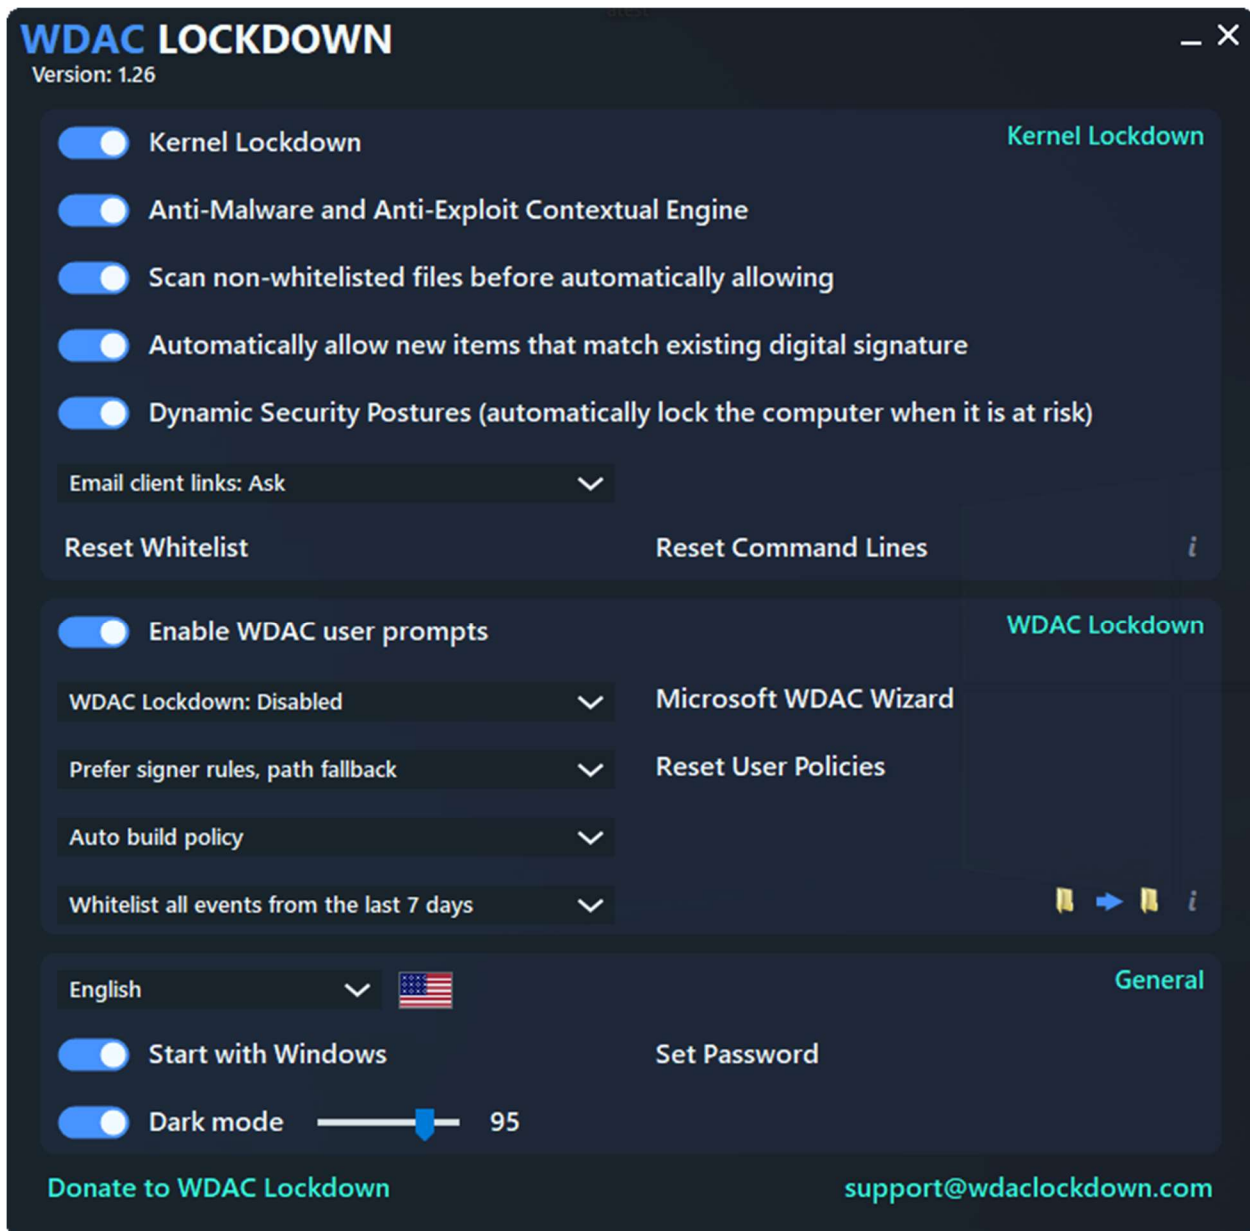 WDAC LOCKDOWN
Version: 1.26
Kernel Lockdown
Kernel Lockdown
Anti-Malware and Anti-Exploit Contextual Engine
Scan non-whitelisted files before automatically allowing
Automatically allow new items that match existing digital signature
Dynamic Security Postures (automatically lock the computer when it is at risk)
Email client links: Ask
Reset Whitelist
Reset Command Lines
i
Enable WDAC user prompts
WDAC Lockdown
WDAC Lockdown: Disabled
Microsoft WDAC Wizard
Prefer signer rules, path fallback
Reset User Policies
Auto build policy
Whitelist all events from the last 7 days
i
English
General
Start with Windows
Set Password
Dark mode
95
Donate to WDAC Lockdown
support@wdaclockdown.com